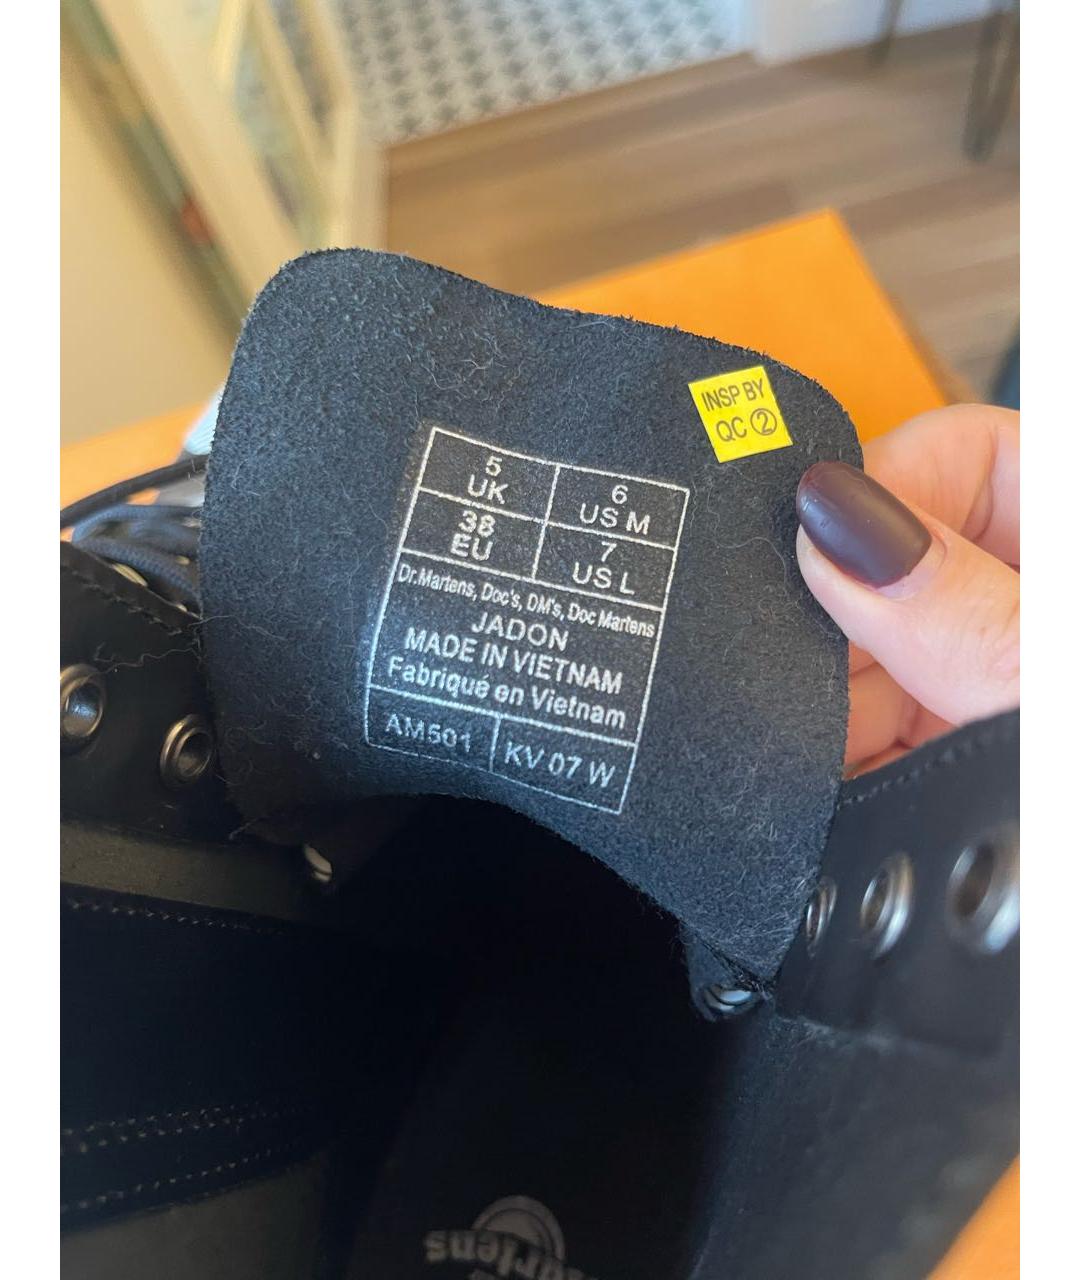 INSP BY
QC ②
5
UK
6
US M
38
EU
7
US L
Dr.Martens, Doc's, DM's, Doc Martens
JADON
MADE IN VIETNAM
Fabriqué en Vietnam
AM501
KV 07 W